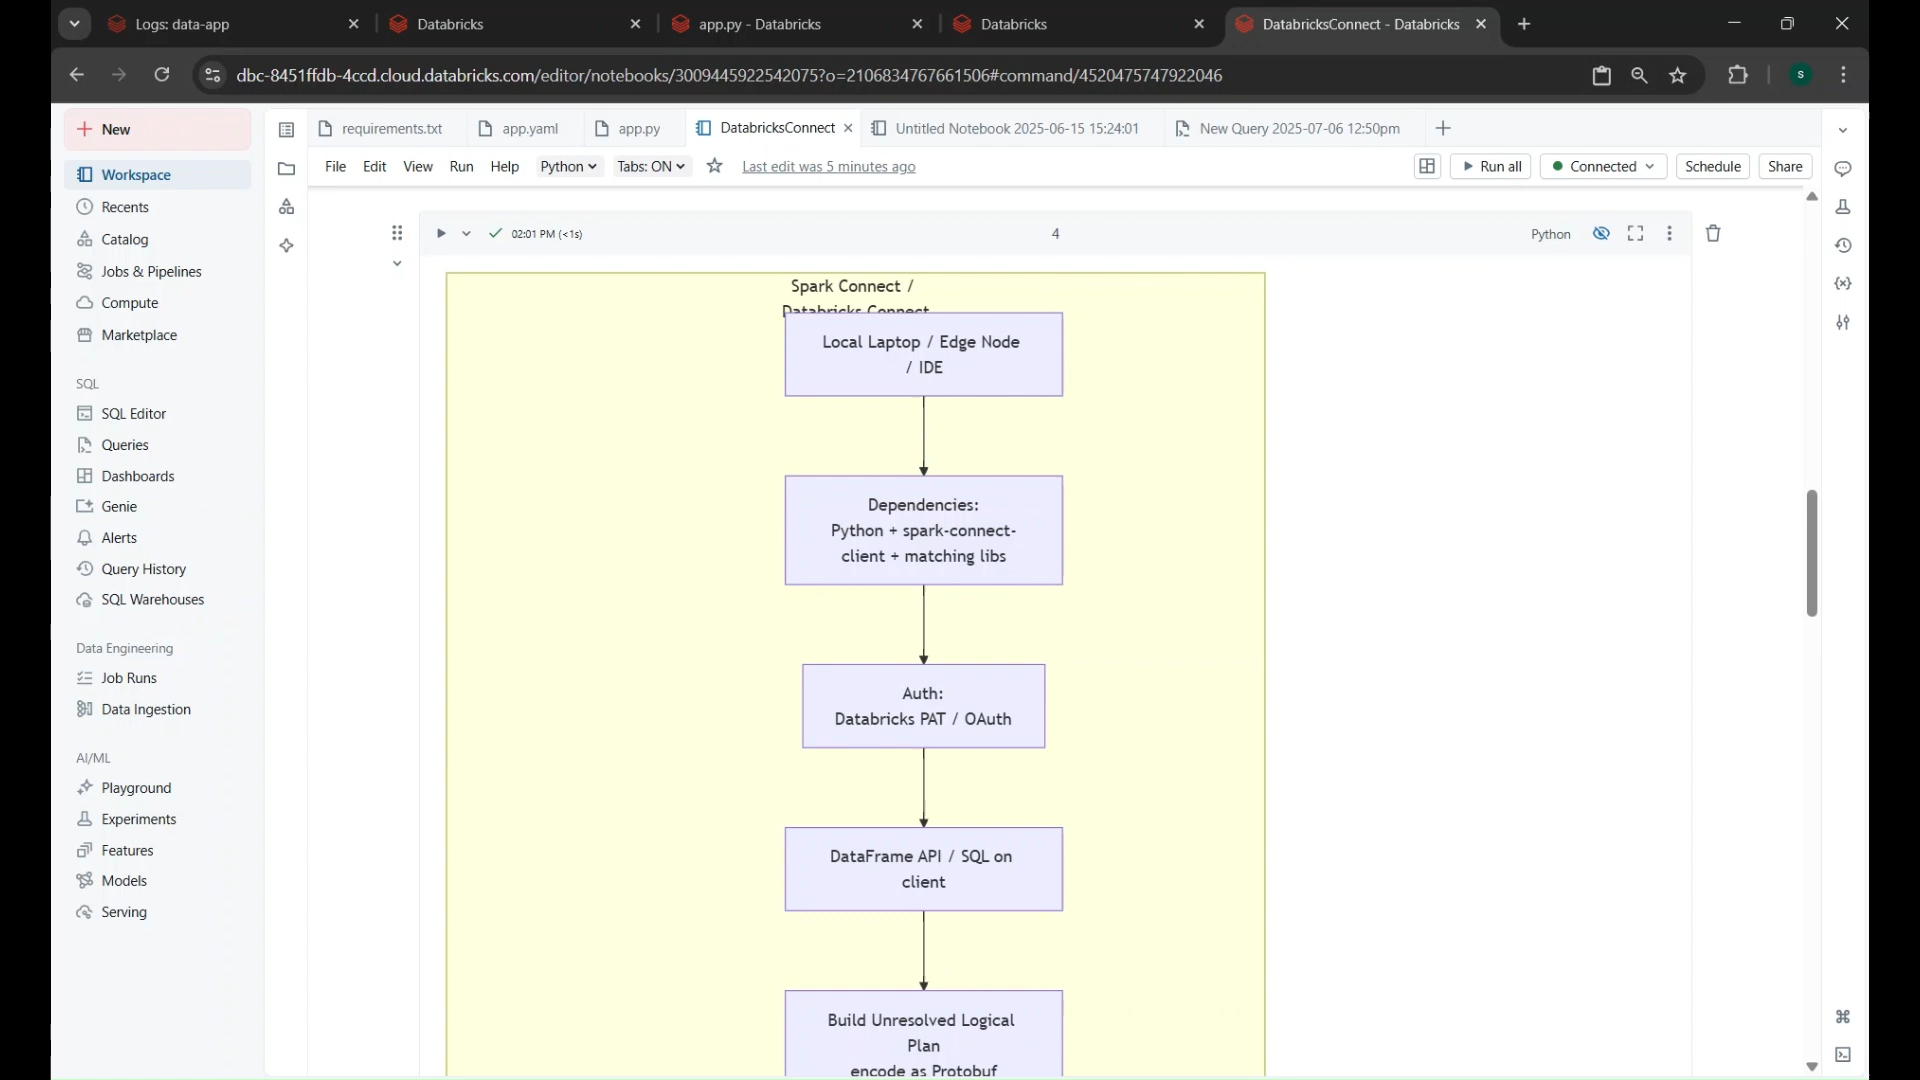 Logs: data-app
Databricks
app.py - Databricks
Databricks
DatabricksConnect - Databricks
dbc-8451ffdb-4ccd.cloud.databricks.com/editor/notebooks/3009445922542075?o=2106834767661506#command/4520475747922046
S
New
requirements.txt
app.yaml
app.py
DatabricksConnect
Untitled Notebook 2025-06-15 15:24:01
New Query 2025-07-06 12:50pm
File
Edit
View
Run
Help
Python
Tabs: ON
Last edit was 5 minutes ago
Run all
Connected
Schedule
Share
Workspace
Recents
Catalog
Jobs & Pipelines
Compute
Marketplace
SQL
SQL Editor
Queries
Dashboards
Genie
Alerts
Query History
SQL Warehouses
Data Engineering
Job Runs
Data Ingestion
AI/ML
Playground
Experiments
Features
Models
Serving
02:01 PM (<1s)
4
Python
Spark Connect /
Databricks Connect
Local Laptop / Edge Node
/ IDE
Dependencies:
Python + spark-connect-
client + matching libs
Auth:
Databricks PAT / OAuth
DataFrame API / SQL on
client
Build Unresolved Logical
Plan
encode as Protobuf